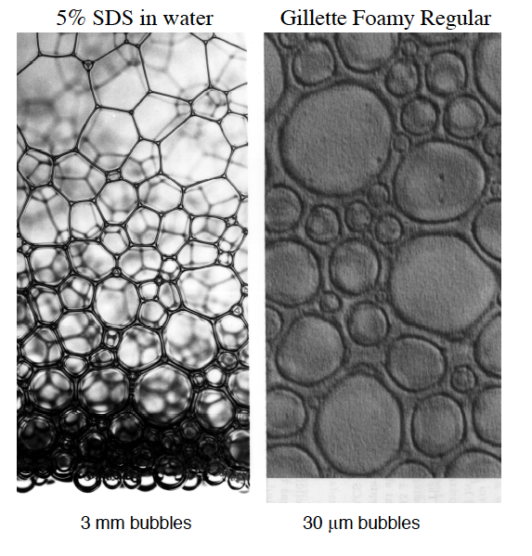 5% SDS in water
Gillette Foamy Regular
3 mm bubbles
30 μm bubbles